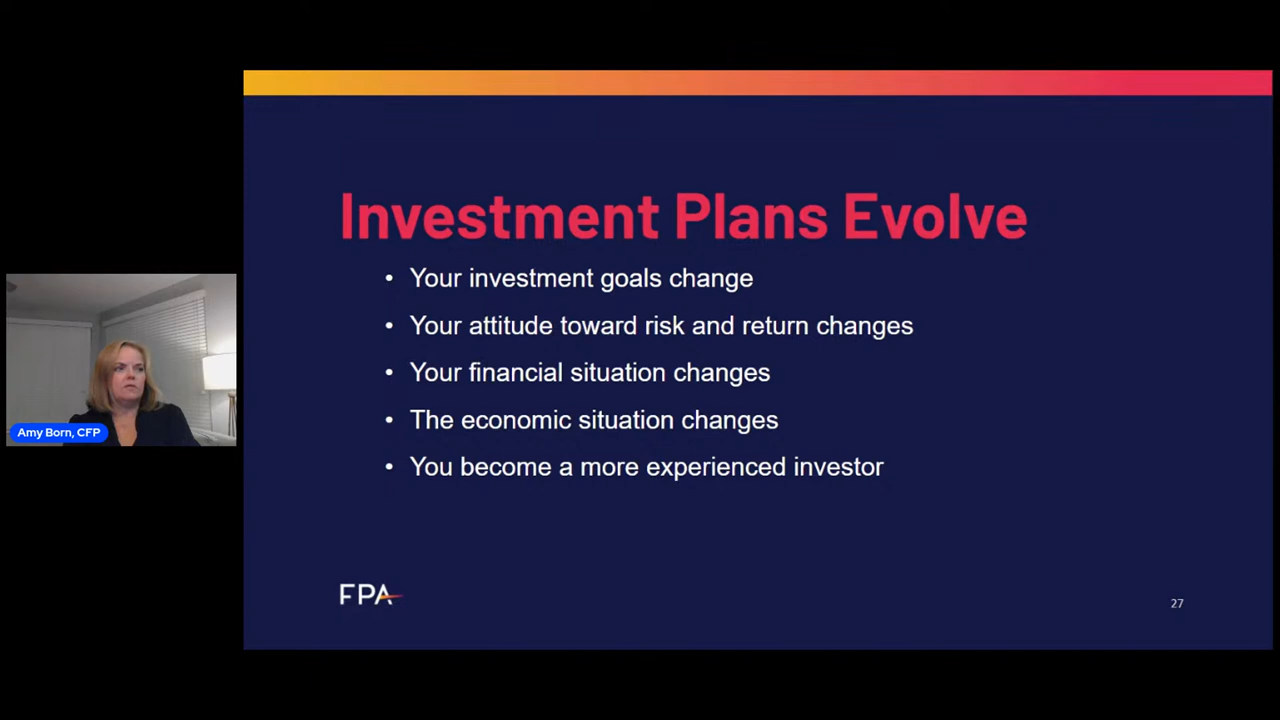 Investment Plans Evolve
• Your investment goals change
• Your attitude toward risk and return changes
• Your financial situation changes
• The economic situation changes
• You become a more experienced investor
Amy Born, CFP
FPA
27